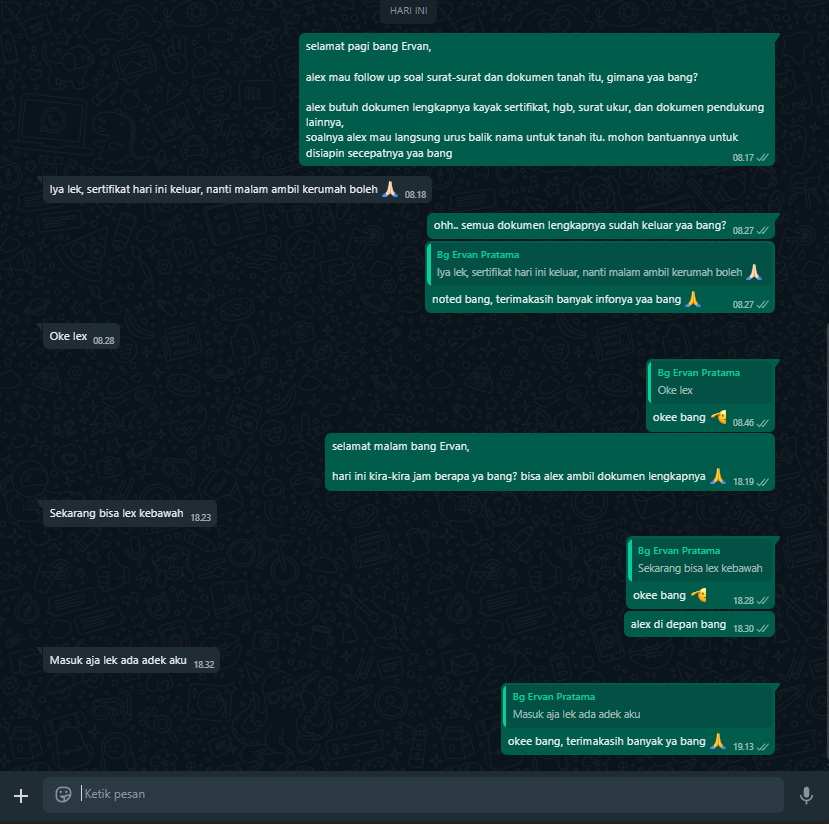 HARI INI
selamat pagi bang Ervan,
alex mau follow up soal surat-surat dan dokumen tanah itu, gimana yaa bang?
alex butuh dokumen lengkapnya kayak sertifikat, hgb, surat ukur, dan dokumen pendukung
lainnya,
soalnya alex mau langsung urus balik nama untuk tanah itu. mohon bantuannya untuk
disiapin secepatnya yaa bang
08.17
Iya lek, sertifikat hari ini keluar, nanti malam ambil kerumah boleh 🙏🏻 08.18
ohh.. semua dokumen lengkapnya sudah keluar yaa bang? 08.27
Bg Ervan Pratama
Iya lek, sertifikat hari ini keluar, nanti malam ambil kerumah boleh 🙏🏻
noted bang, terimakasih banyak infonya yaa bang 🙏 08.27
Oke lex 08.28
Bg Ervan Pratama
Oke lex
okee bang 🫡 08.46
selamat malam bang Ervan,
hari ini kira-kira jam berapa ya bang? bisa alex ambil dokumen lengkapnya 🙏 18.19
Sekarang bisa lex kebawah 18.23
Bg Ervan Pratama
Sekarang bisa lex kebawah
okee bang 🫡 18.28
alex di depan bang 18.30
Masuk aja lek ada adek aku 18.32
Bg Ervan Pratama
Masuk aja lek ada adek aku
okee bang, terimakasih banyak ya bang 🙏 19.13
Ketik pesan